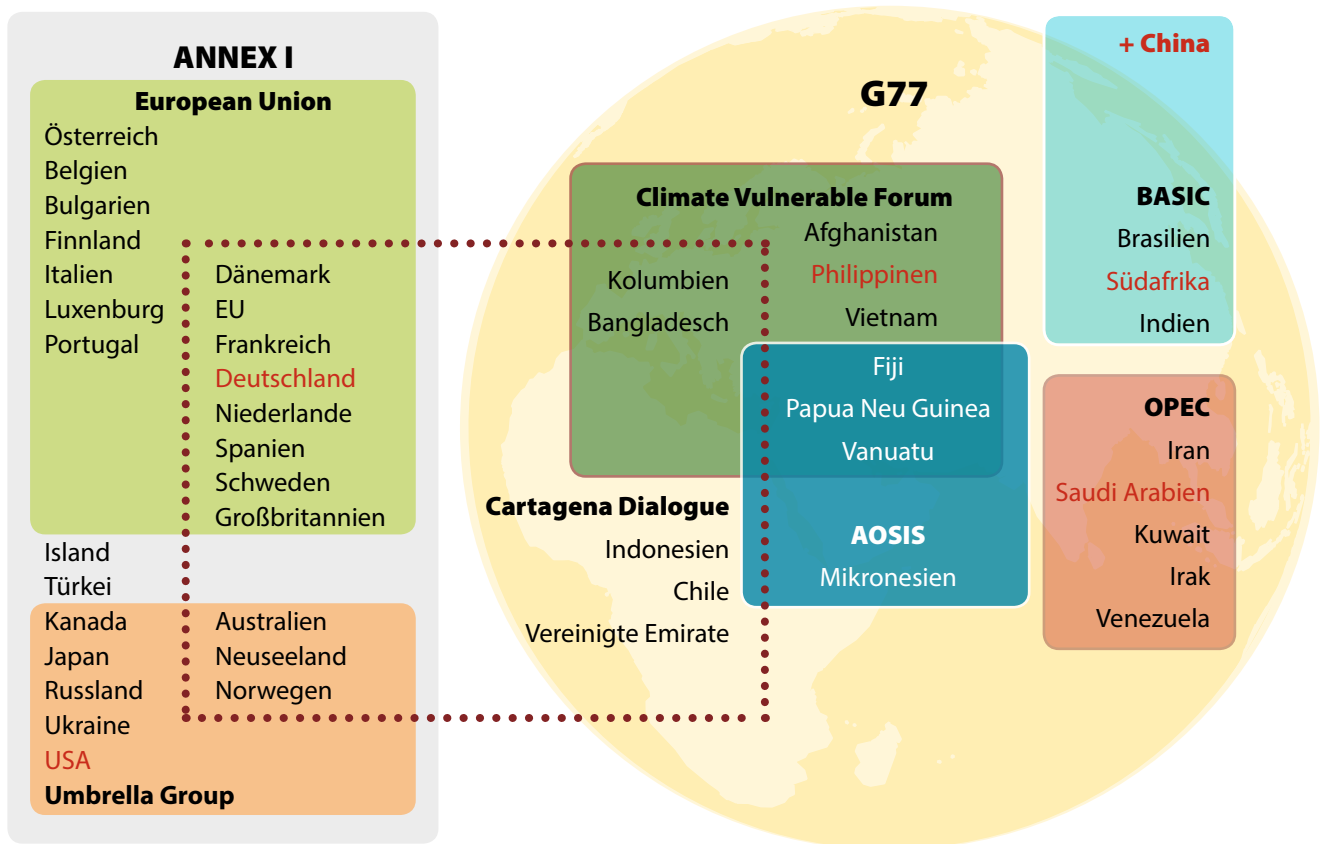 ANNEX I
European Union
Österreich
Belgien
Bulgarien
Finnland
Italien
Luxenburg
Portugal
Dänemark
EU
Frankreich
Deutschland
Niederlande
Spanien
Schweden
Großbritannien
Island
Türkei
Kanada
Japan
Russland
Ukraine
USA
Umbrella Group
Australien
Neuseeland
Norwegen
G77
Climate Vulnerable Forum
Kolumbien
Bangladesch
Afghanistan
Philippinen
Vietnam
Fiji
Papua Neu Guinea
Vanuatu
AOSIS
Mikronesien
Cartagena Dialogue
Indonesien
Chile
Vereinigte Emirate
+ China
BASIC
Brasilien
Südafrika
Indien
OPEC
Iran
Saudi Arabien
Kuwait
Irak
Venezuela